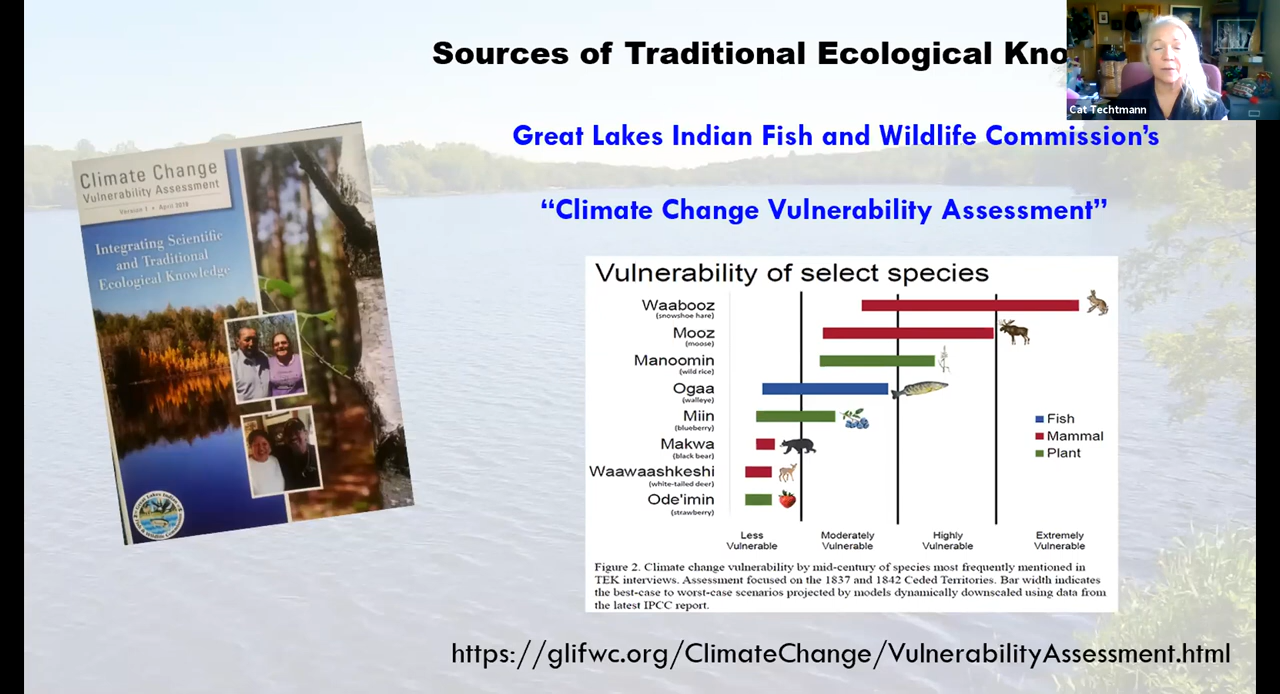 Sources of Traditional Ecological Kno
Cat Techtmann
Great Lakes Indian Fish and Wildlife Commission's
“Climate Change Vulnerability Assessment”
Climate Change
Vulnerability Assessment
Version 1 • April 2018
Integrating Scientific
and Traditional
Ecological Knowledge
Vulnerability of select species
Waabooz
(snowshoe hare)
Mooz
(moose)
Manoomin
(wild rice)
Ogaa
(walleye)
Miin
(blueberry)
Makwa
(black bear)
Waawaashkeshi
(white-tailed deer)
Ode'imin
(strawberry)
Fish
Mammal
Plant
Less
Vulnerable
Moderately
Vulnerable
Highly
Vulnerable
Extremely
Vulnerable
Figure 2. Climate change vulnerability by mid-century of species most frequently mentioned in
TEK interviews. Assessment focused on the 1837 and 1842 Ceded Territories. Bar width indicates
the best-case to worst-case scenarios projected by models dynamically downscaled using data from
the latest IPCC report.
https://glifwc.org/ClimateChange/VulnerabilityAssessment.html